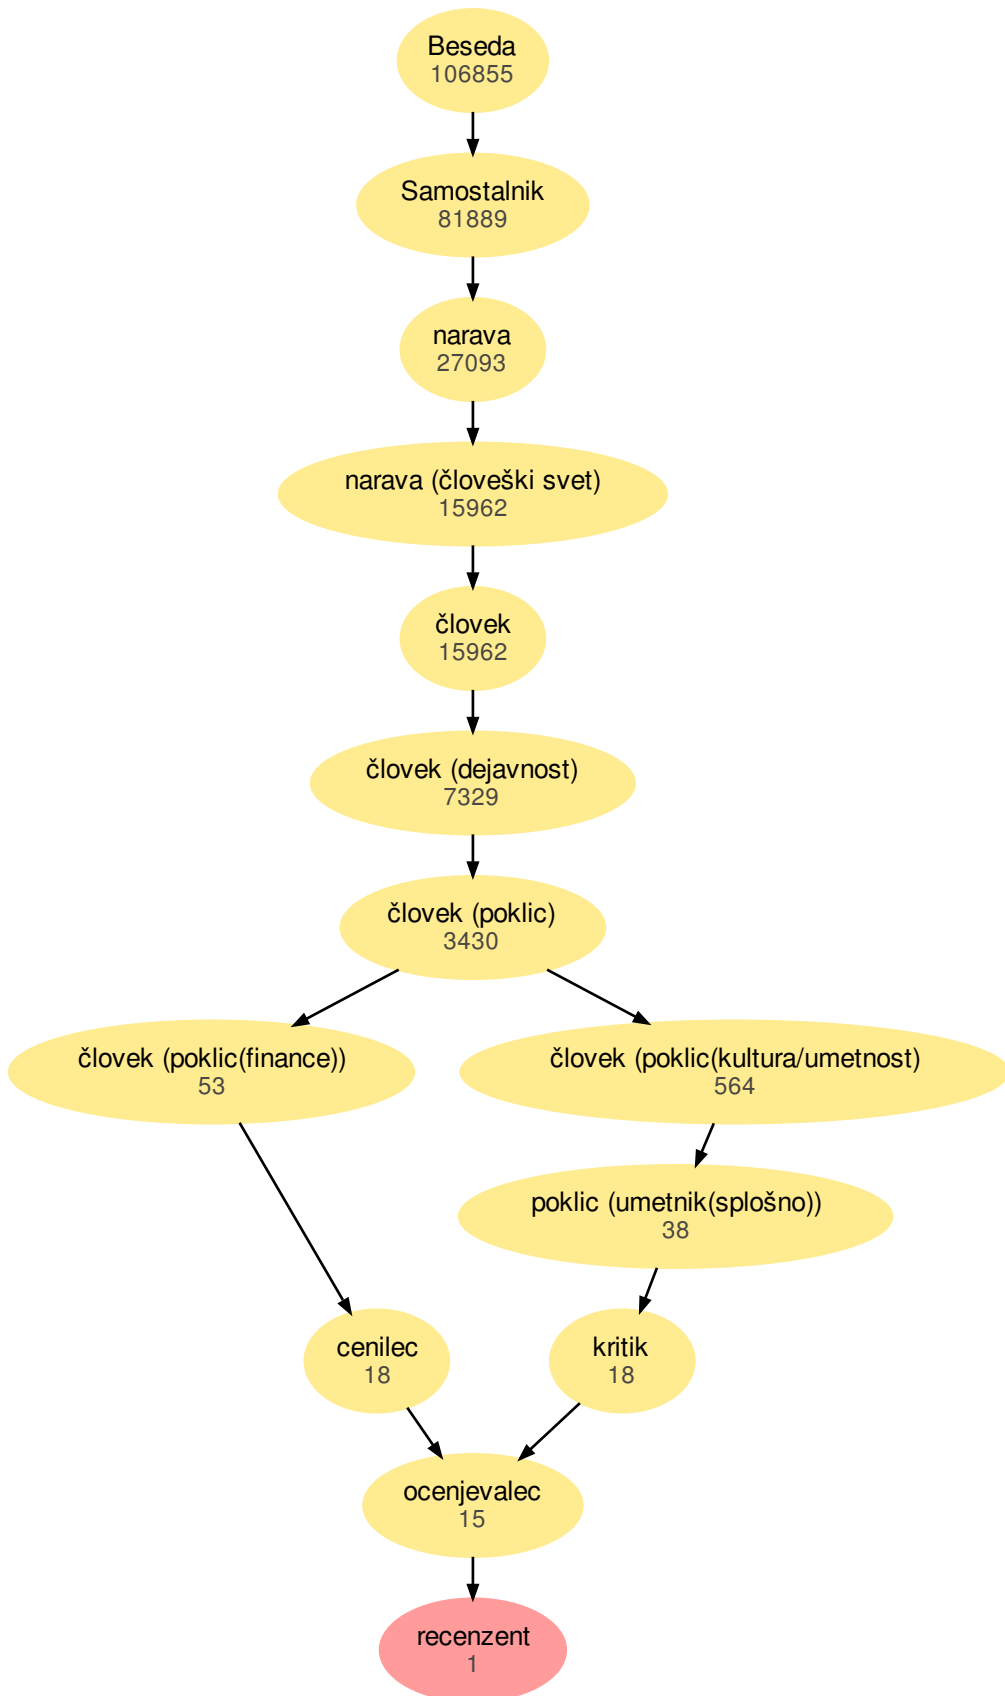 Beseda
106855
Samostalnik
81889
narava
27093
narava (človeški svet)
15962
človek
15962
človek (dejavnost)
7329
človek (poklic)
3430
človek (poklic(finance))
53
človek (poklic(kultura/umetnost)
564
poklic (umetnik(splošno))
38
cenilec
18
kritik
18
ocenjevalec
15
recenzent
1